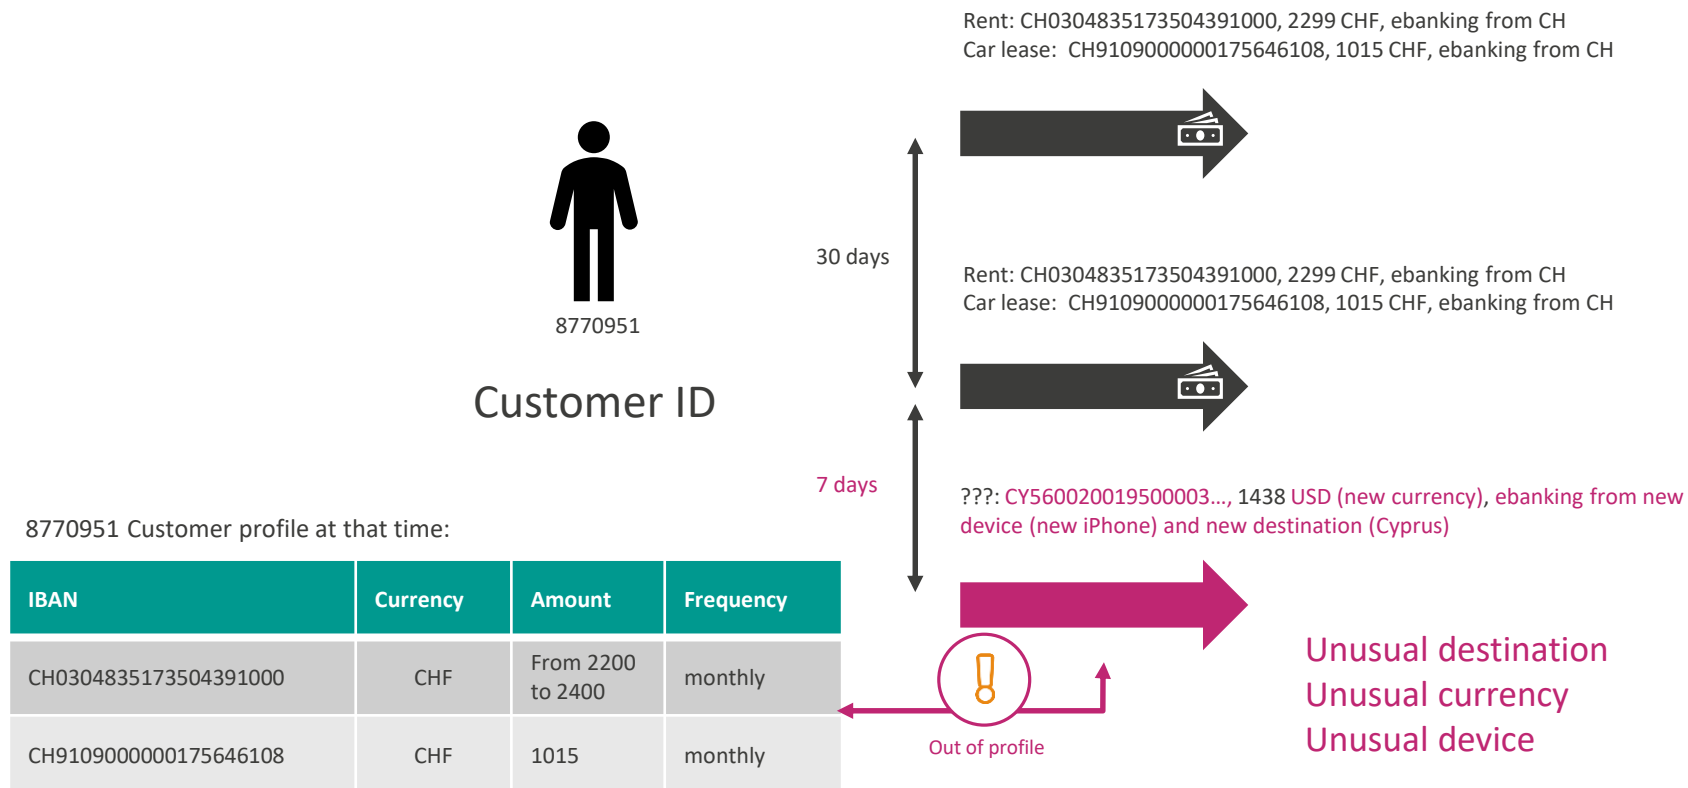 Rent: CH0304835173504391000, 2299 CHF, ebanking from CH
Car lease: CH9109000000175646108, 1015 CHF, ebanking from CH
30 days
8770951
Customer ID
Rent: CH0304835173504391000, 2299 CHF, ebanking from CH
Car lease: CH9109000000175646108, 1015 CHF, ebanking from CH
7 days
???: CY560020019500003…, 1438 USD (new currency), ebanking from new
device (new iPhone) and new destination (Cyprus)
8770951 Customer profile at that time:
IBAN Currency Amount Frequency
CH0304835173504391000 CHF From 2200 to 2400 monthly
CH9109000000175646108 CHF 1015 monthly
Out of profile
Unusual destination
Unusual currency
Unusual device